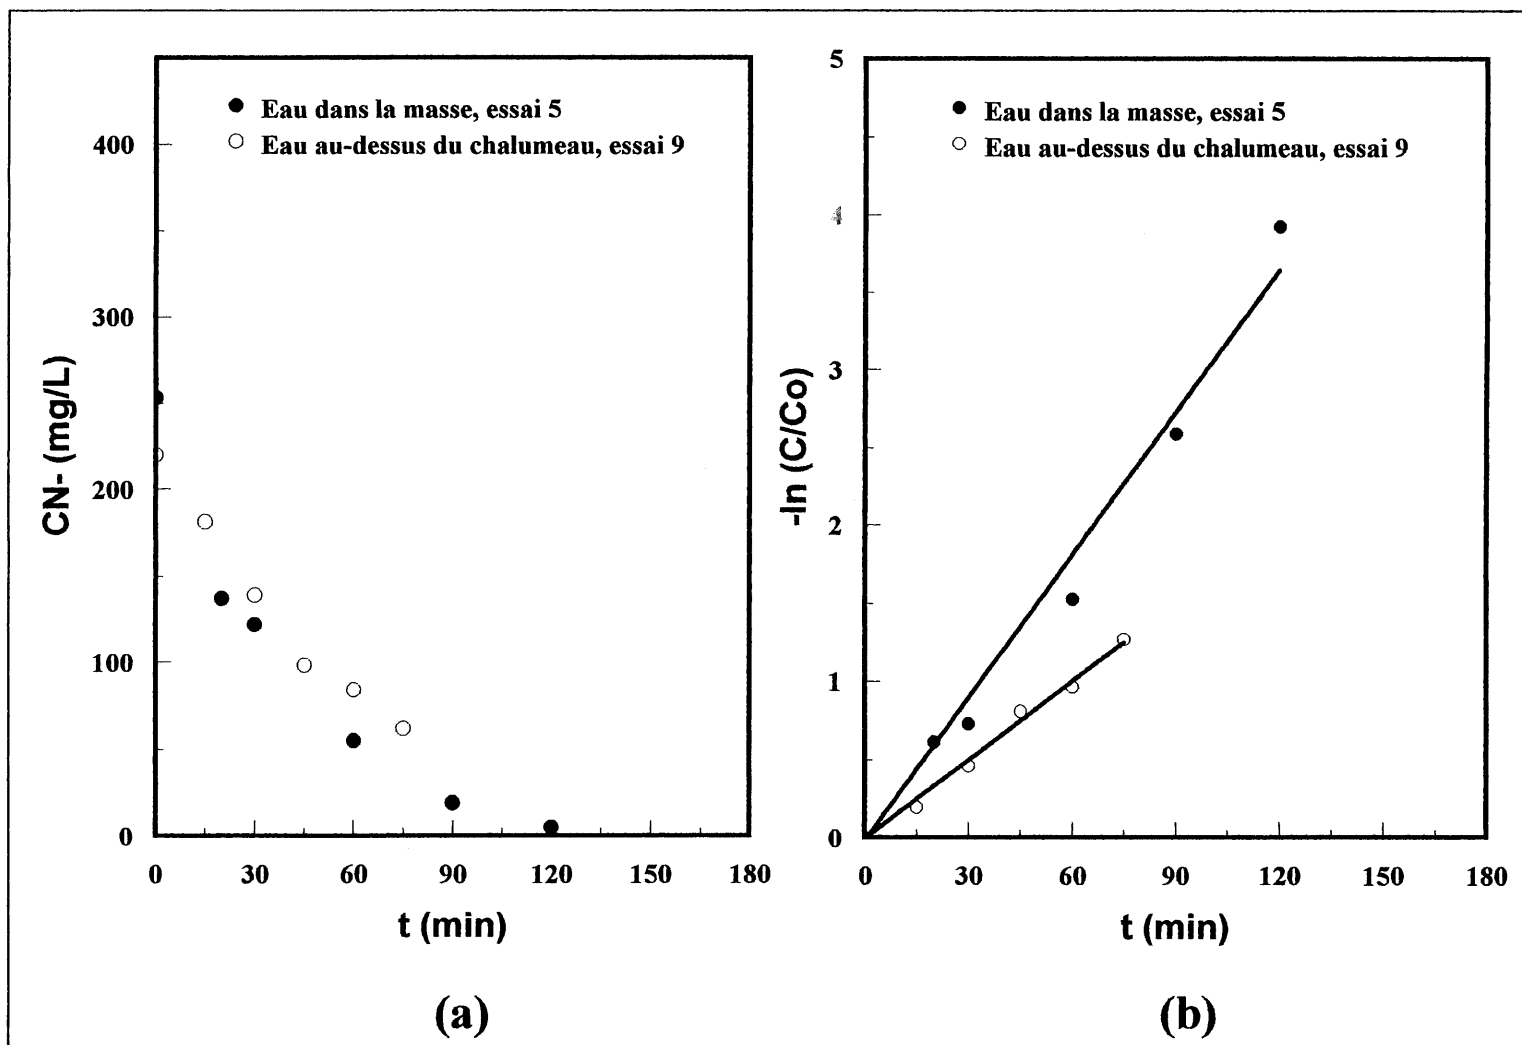 Eau dans la masse, essai 5
Eau au-dessus du chalumeau, essai 9
400
300
200
100
0
CN- (mg/L)
0 30 60 90 120 150 180
t (min)
(a)
Eau dans la masse, essai 5
Eau au-dessus du chalumeau, essai 9
5
4
3
2
1
0
-ln (C/Co)
0 30 60 90 120 150 180
t (min)
(b)